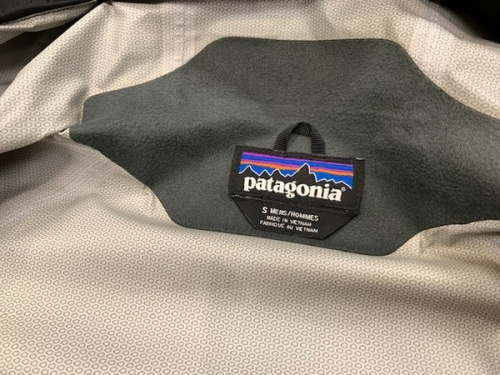 patagonia®
S MENS/HOMMES
MADE IN VIETNAM
FABRIQUÉ AU VIETNAM